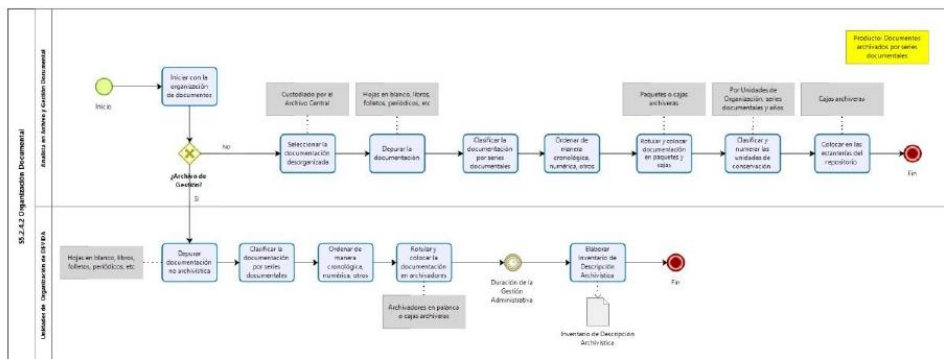 S5.2.4.2 Organización Documental
Analista en Archivo y Gestión Documental
Producto: Documentos
archivados por series
documentales
Inicio
Iniciar con la
organización
de documentos
¿Archivo de
Gestión?
No
Si
Custodiado por el
Archivo Central
Seleccionar la
documentación
desorganizada
Hojas en blanco, libros,
folletos, periódicos, etc
Depurar la
documentación
Clasificar la
documentación
por series
documentales
Ordenar de
manera
cronológica,
numérica, otros
Paquetes o cajas
archiveras
Rotular y colocar
documentación
en paquetes y
cajas
Por Unidades de
Organización, series
documentales y años
Clasificar y
numerar las
unidades de
conservación
Cajas archiveras
Colocar en las
estanterías del
repositorio
Fin
Unidades de Organización de DEVIDA
Hojas en blanco, libros,
folletos, periódicos, etc
Depurar
documentación
no archivística
Clasificar la
documentación
por series
documentales
Ordenar de
manera
cronológica,
numérica, otros
Rotular y
colocar la
documentación
en archivadores
Archivadores en palanca
o cajas archiveras
Duración de la
Gestión
Administrativa
Elaborar
Inventario de
Descripción
Archivística
Inventario de Descripción
Archivística
Fin